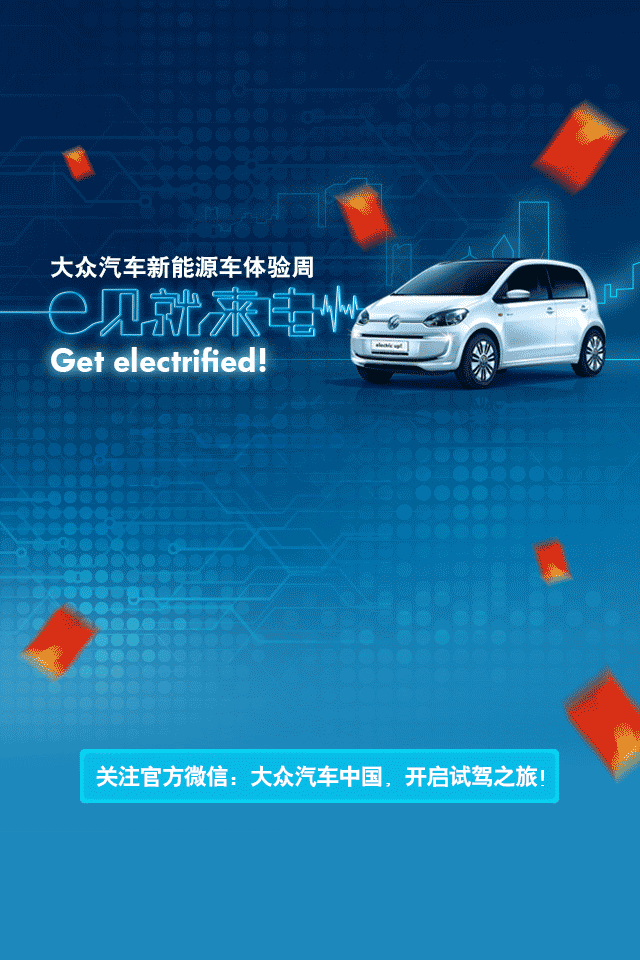 大众汽车新能源车体验周
e见就来电
Get electrified!
electric up!
关注官方微信：大众汽车中国，开启试驾之旅！